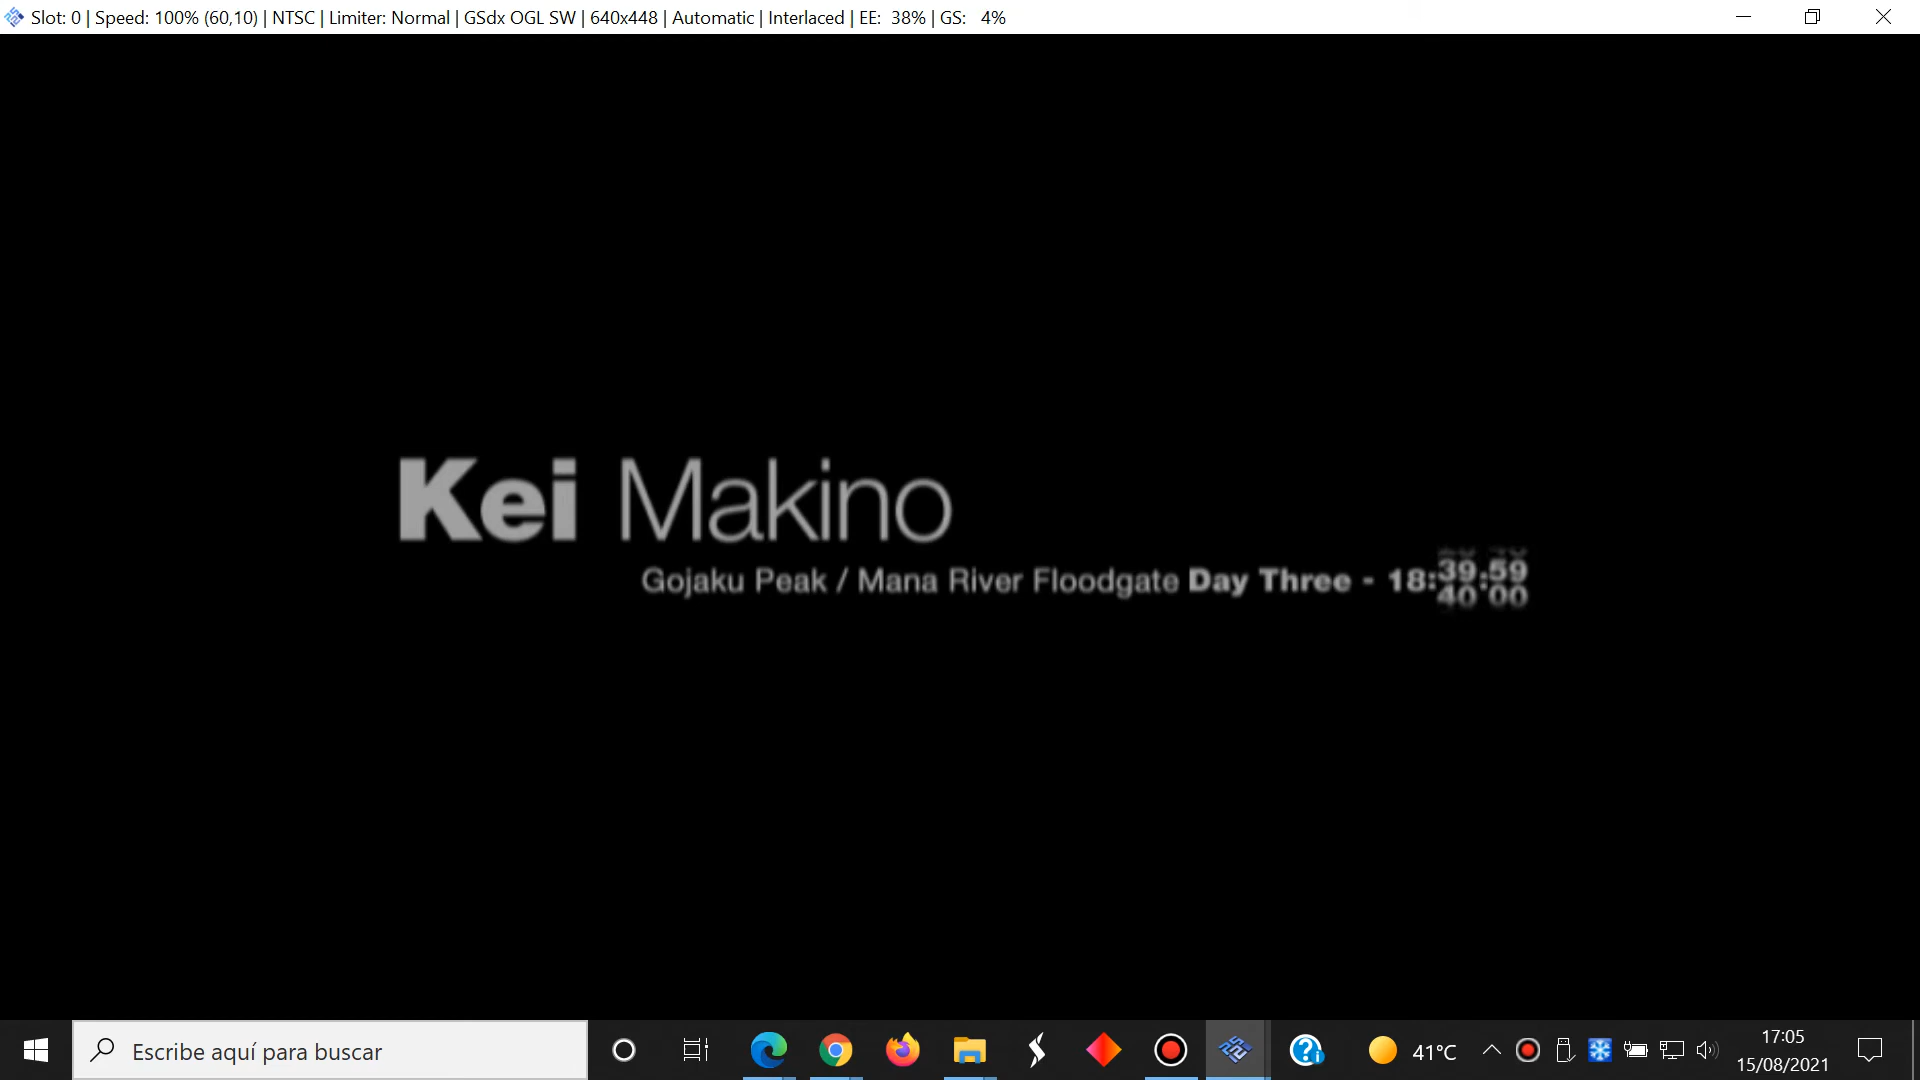 Slot: 0 | Speed: 100% (60,10) | NTSC | Limiter: Normal | GSdx OGL SW | 640x448 | Automatic | Interlaced | EE: 38% | GS: 4%
Kei Makino
Gojaku Peak / Mana River Floodgate Day Three - 18:39:59
40 00
Escribe aquí para buscar
41°C
17:05
15/08/2021